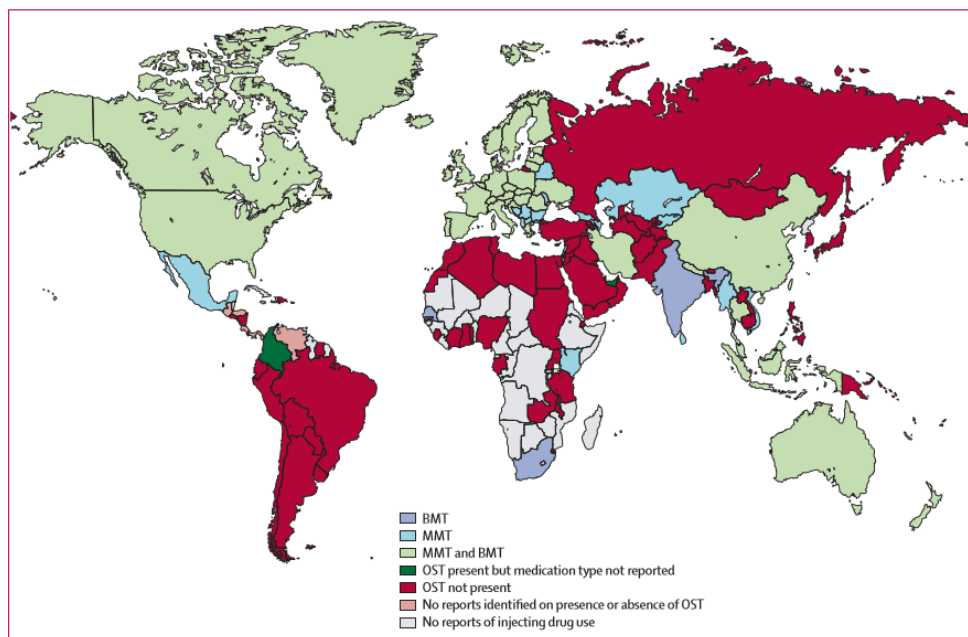 BMT
MMT
MMT and BMT
OST present but medication type not reported
OST not present
No reports identified on presence or absence of OST
No reports of injecting drug use